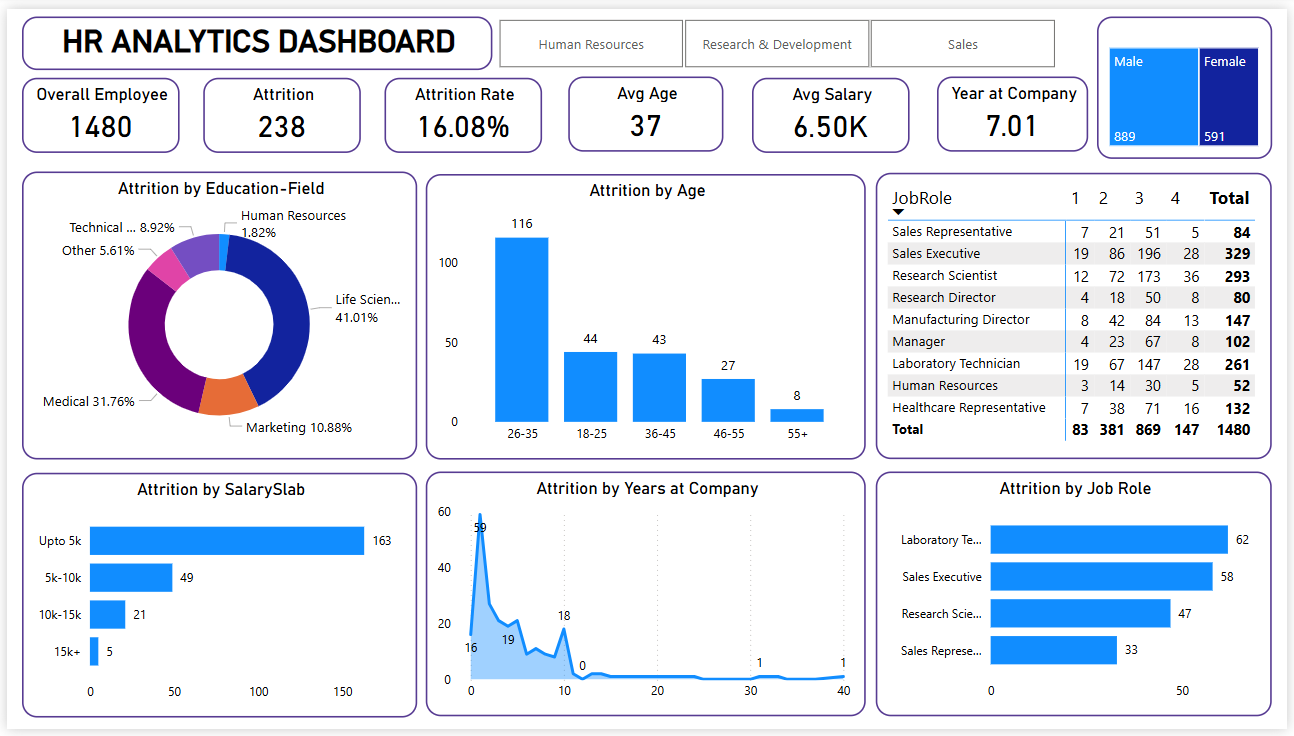 HR ANALYTICS DASHBOARD
Human Resources
Research & Development
Sales
Male
889
Female
591
Overall Employee
1480
Attrition
238
Attrition Rate
16.08%
Avg Age
37
Avg Salary
6.50K
Year at Company
7.01
Attrition by Education-Field
Human Resources
1.82%
Technical ... 8.92%
Other 5.61%
Life Scien...
41.01%
Medical 31.76%
Marketing 10.88%
Attrition by Age
100
50
0
116
44
43
27
8
26-35
18-25
36-45
46-55
55+
JobRole 1 2 3 4 Total
Sales Representative 7 21 51 5 84
Sales Executive 19 86 196 28 329
Research Scientist 12 72 173 36 293
Research Director 4 18 50 8 80
Manufacturing Director 8 42 84 13 147
Manager 4 23 67 8 102
Laboratory Technician 19 67 147 28 261
Human Resources 3 14 30 5 52
Healthcare Representative 7 38 71 16 132
Total 83 381 869 147 1480
Attrition by SalarySlab
Upto 5k 163
5k-10k 49
10k-15k 21
15k+ 5
0 50 100 150
Attrition by Years at Company
60
40
20
0
59
16
19
18
0
1
1
0 10 20 30 40
Attrition by Job Role
Laboratory Te... 62
Sales Executive 58
Research Scie... 47
Sales Represe... 33
0 50